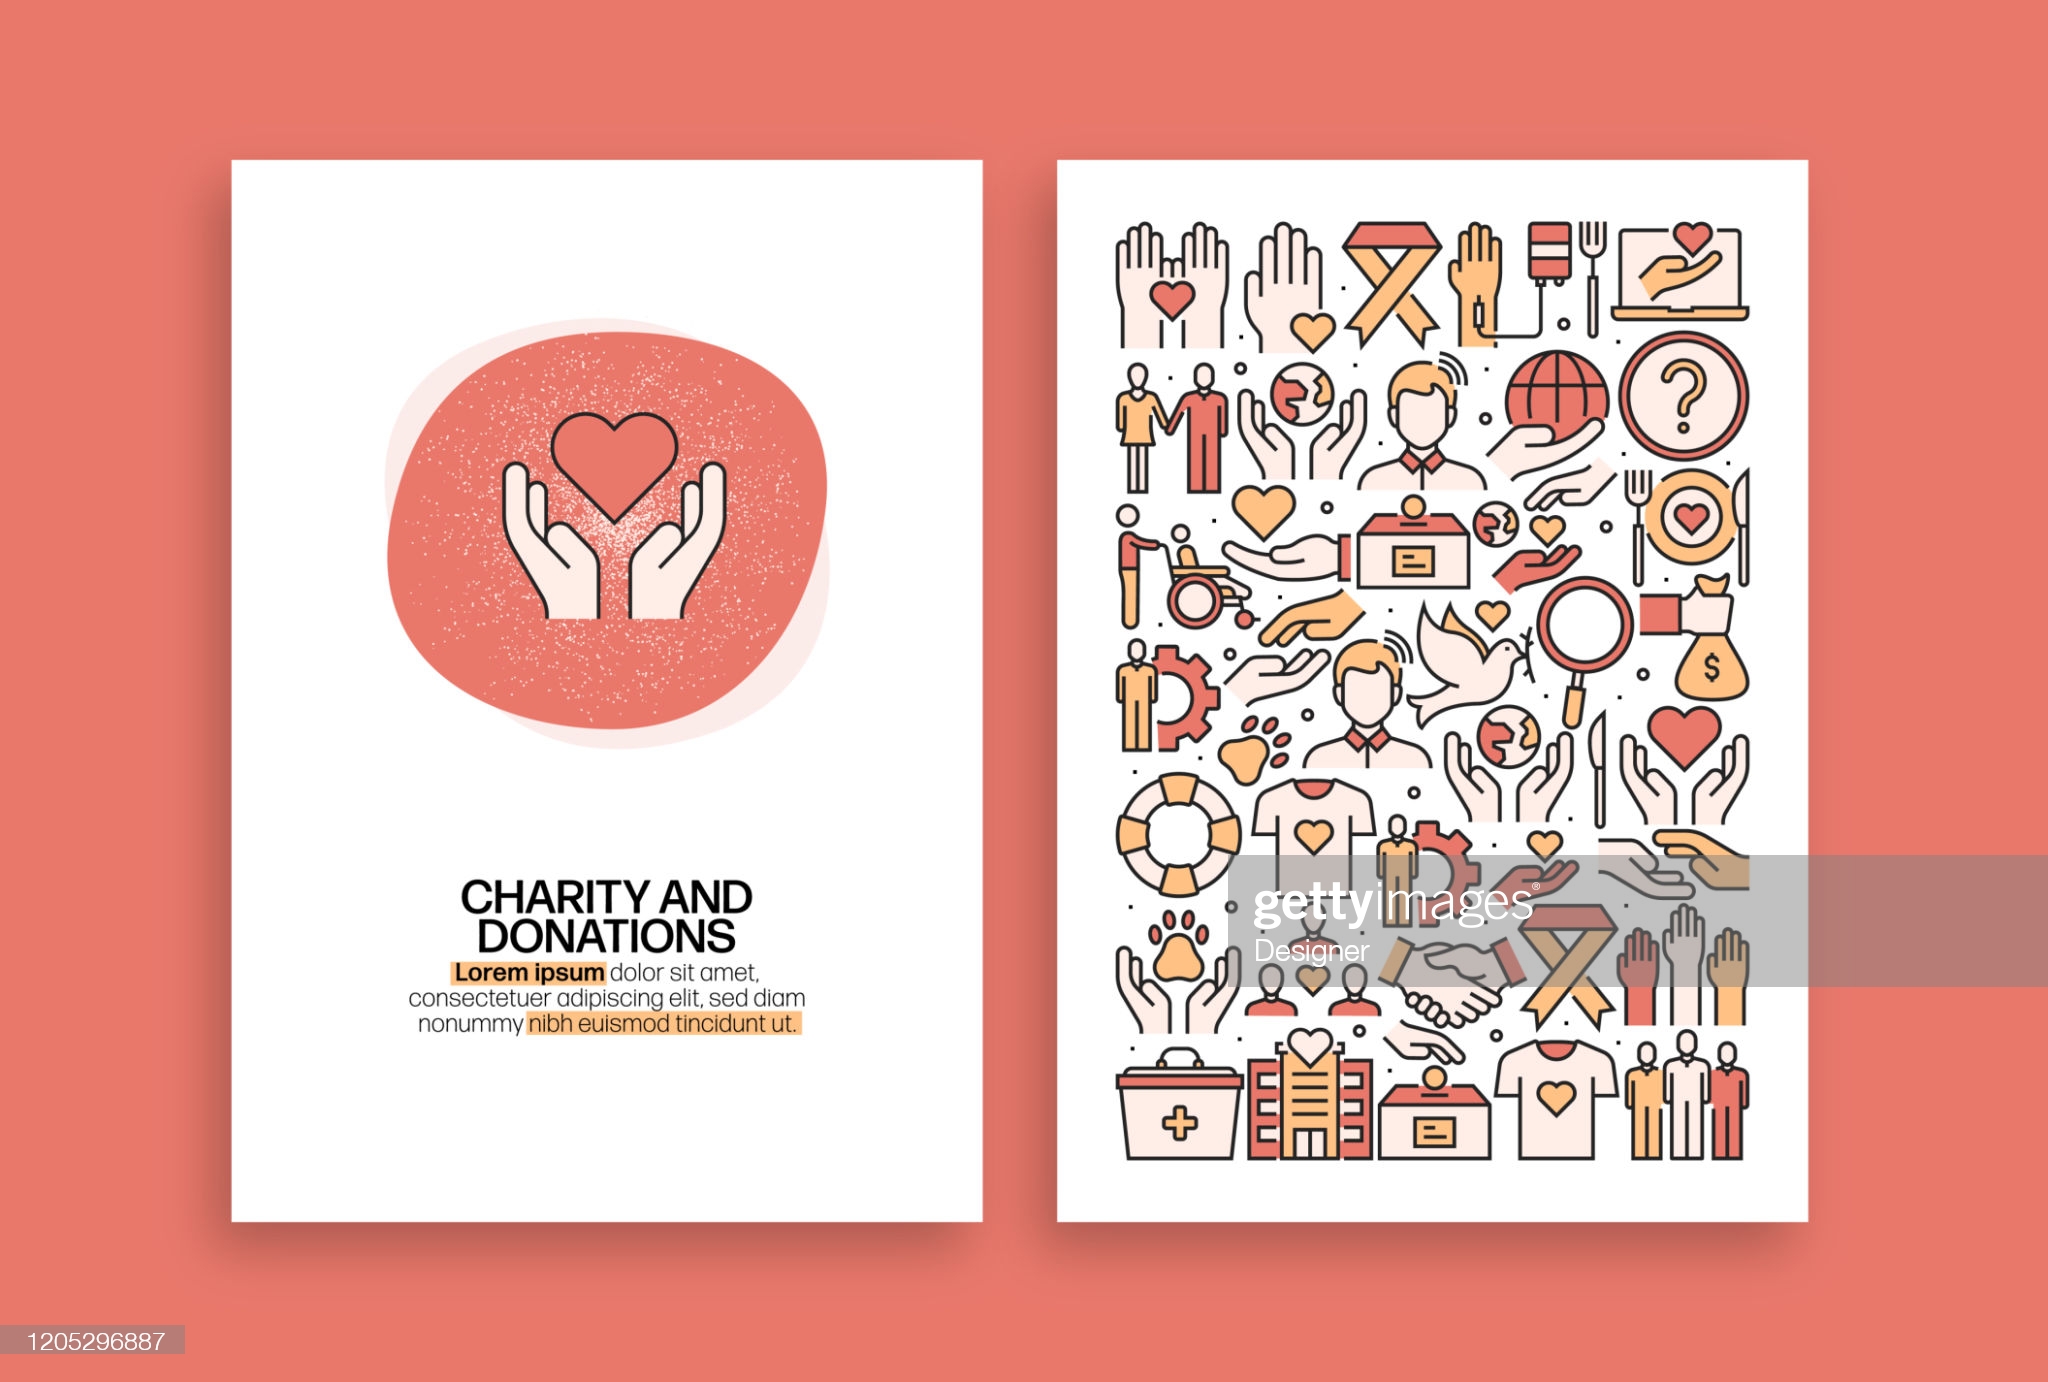 CHARITY AND
DONATIONS
Lorem ipsum dolor sit amet,
consectetuer adipiscing elit, sed diam
nonummy nibh euismod tincidunt ut.
?
$
gettyimages®
Designer
1205296887